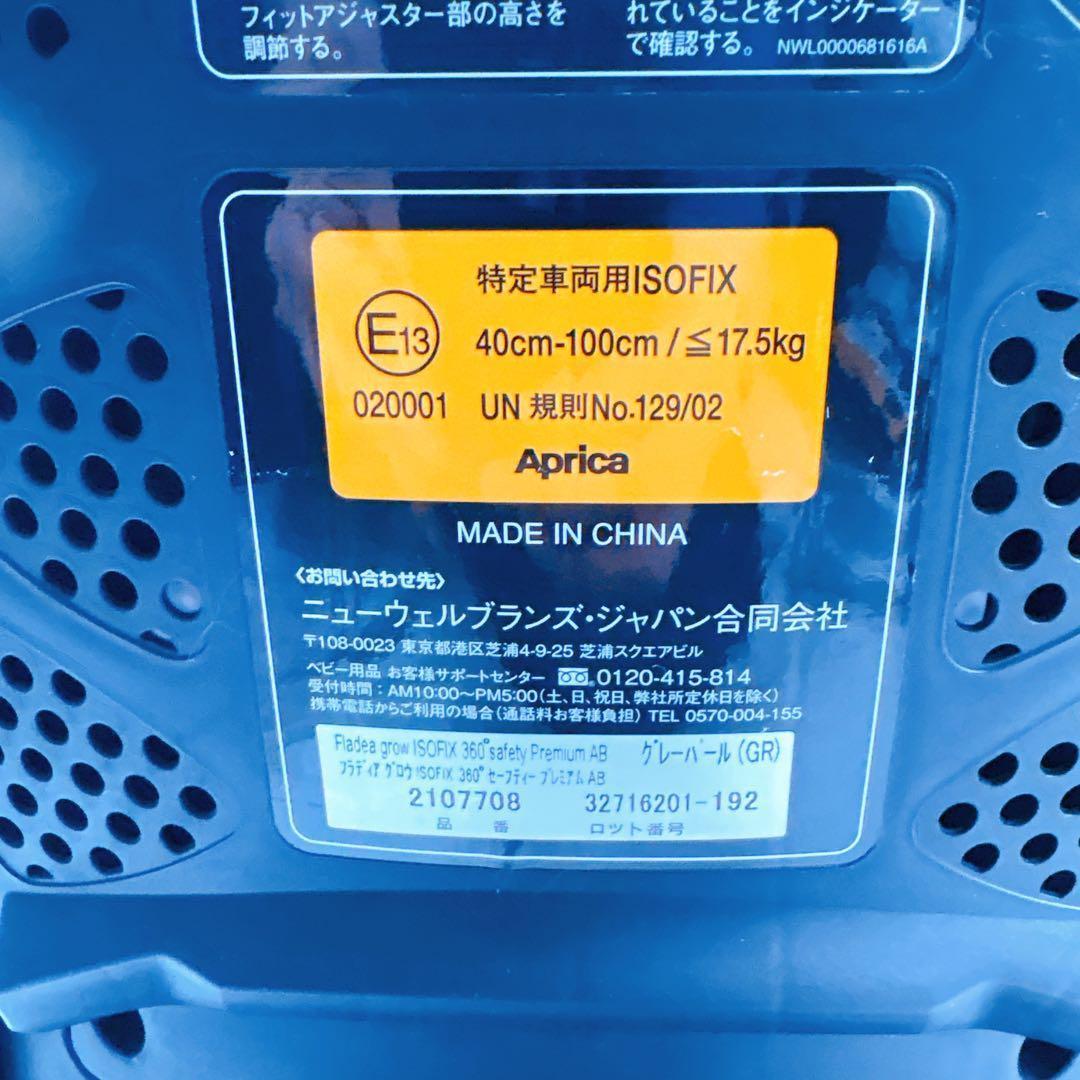 フィットアジャスター部の高さを
調節する。
れていることをインジケーター
で確認する。 NWL0000681616A
特定車両用ISOFIX
E13 40cm-100cm / ≦17.5kg
020001 UN 規則No.129/02
Aprica
MADE IN CHINA
〈お問い合わせ先〉
ニューウェルブランズ・ジャパン合同会社
〒108-0023 東京都港区芝浦4-9-25 芝浦スクエアビル
ベビー用品 お客様サポートセンター 0120-415-814
受付時間：AM10:00〜PM5:00(土、日、祝日、弊社所定休日を除く)
携帯電話からご利用の場合(通話料お客様負担) TEL 0570-004-155
Fladea grow ISOFIX 360°safety Premium AB グレーパール(GR)
フラディア グロウ ISOFIX 360° セーフティー プレミアム AB
2107708 32716201-192
品番 ロット番号